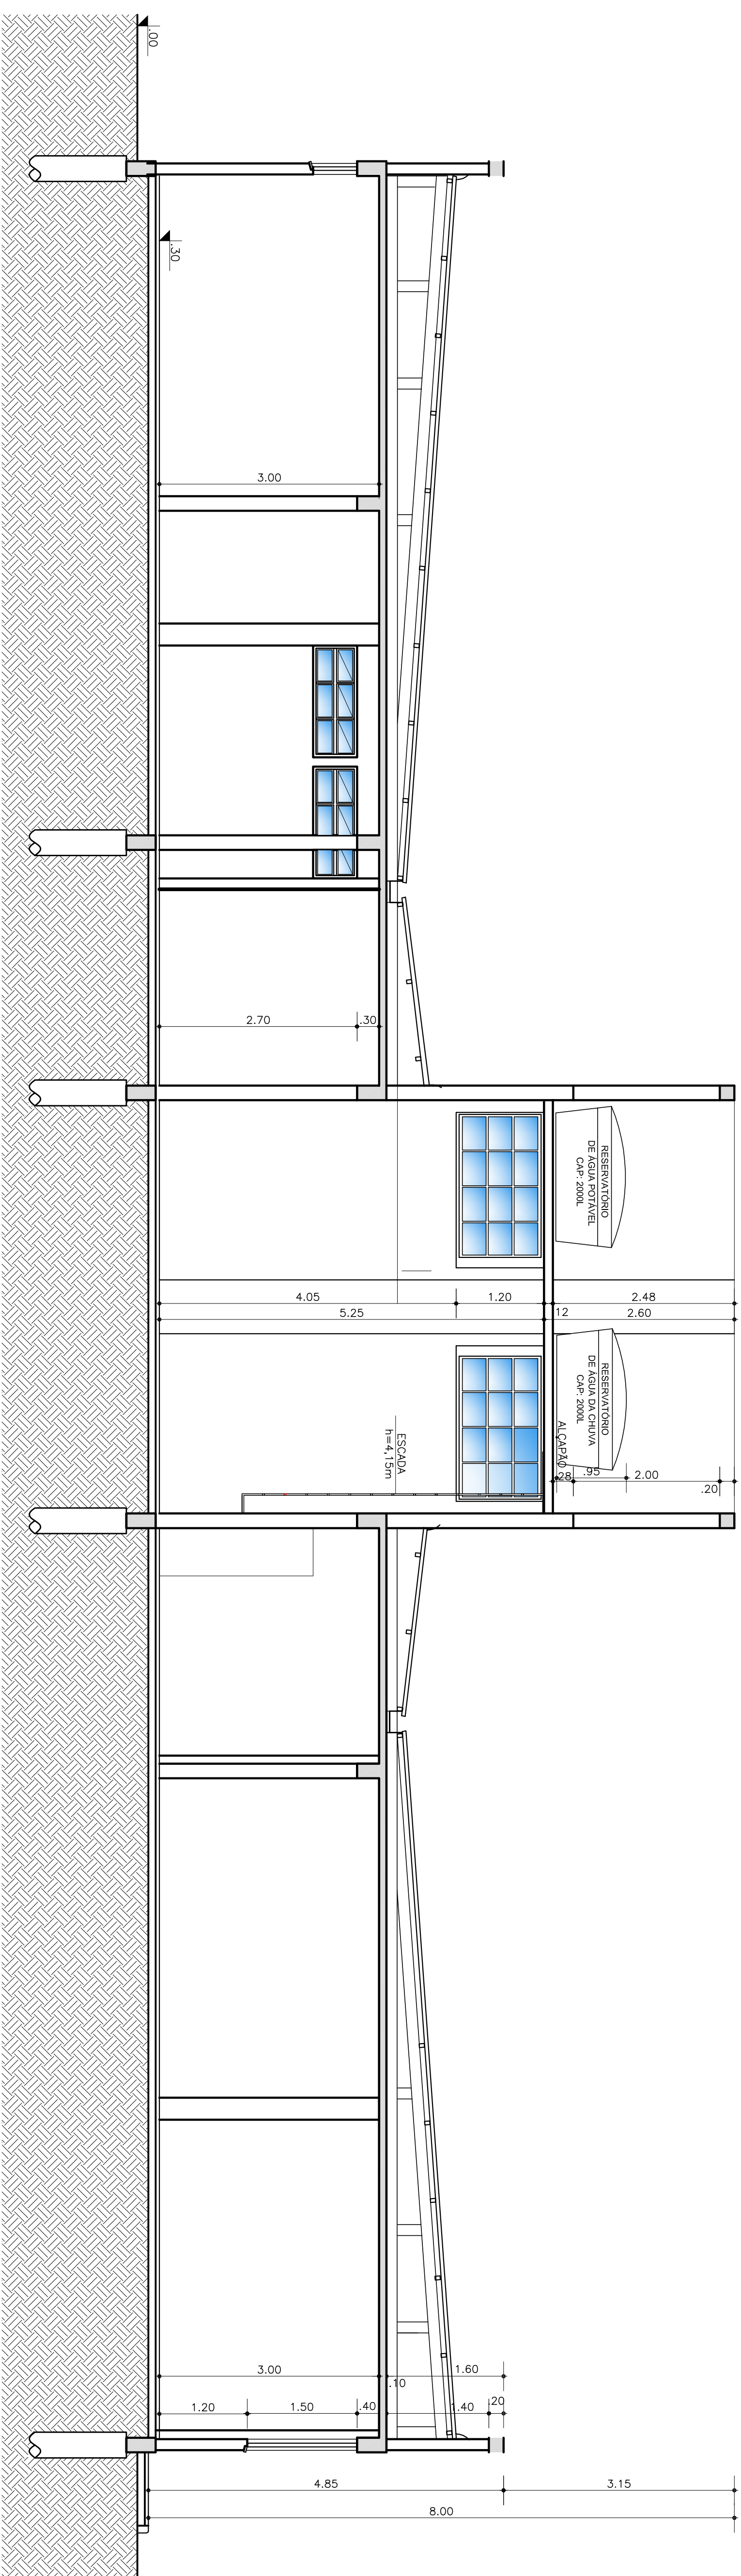 .00
.30
3.00
2.70
.30
RESERVATÓRIO
DE ÁGUA POTÁVEL
CAP: 2000L
4.05
1.20
2.48
5.25
12
2.60
RESERVATÓRIO
DE ÁGUA DA CHUVA
CAP: 2000L
ALÇAPÃO
ESCADA
h=4,15m
.28
.95
2.00
.20
3.00
.10
1.60
1.20
1.50
.40
1.40
.20
4.85
3.15
8.00